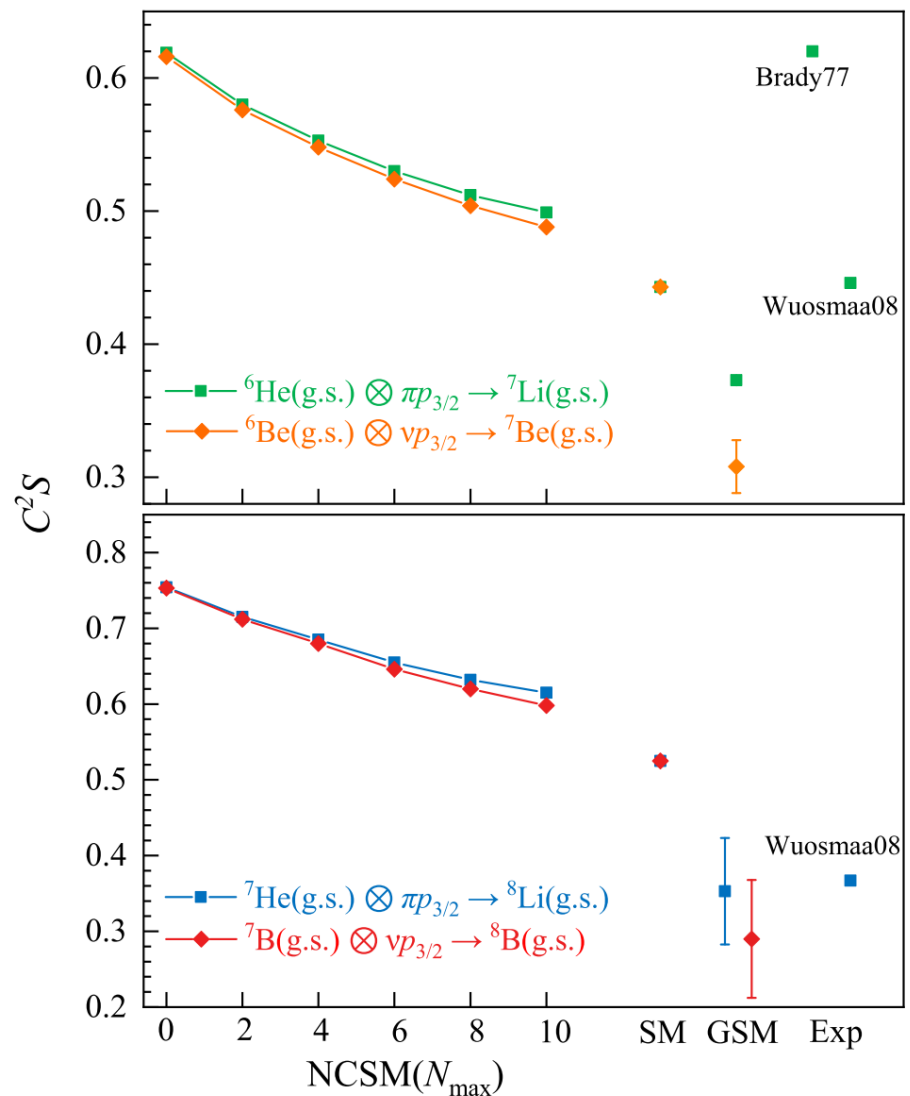 0.6
Brady77
0.5
Wuosmaa08
0.4
⁶He(g.s.) ⊗ πp₃/₂ → ⁷Li(g.s.)
⁶Be(g.s.) ⊗ νp₃/₂ → ⁷Be(g.s.)
0.3
C²S
0.8
0.7
0.6
0.5
Wuosmaa08
0.4
⁷He(g.s.) ⊗ πp₃/₂ → ⁸Li(g.s.)
0.3
⁷B(g.s.) ⊗ νp₃/₂ → ⁸B(g.s.)
0.2
0 2 4 6 8 10 SM GSM Exp
NCSM(Nmax)